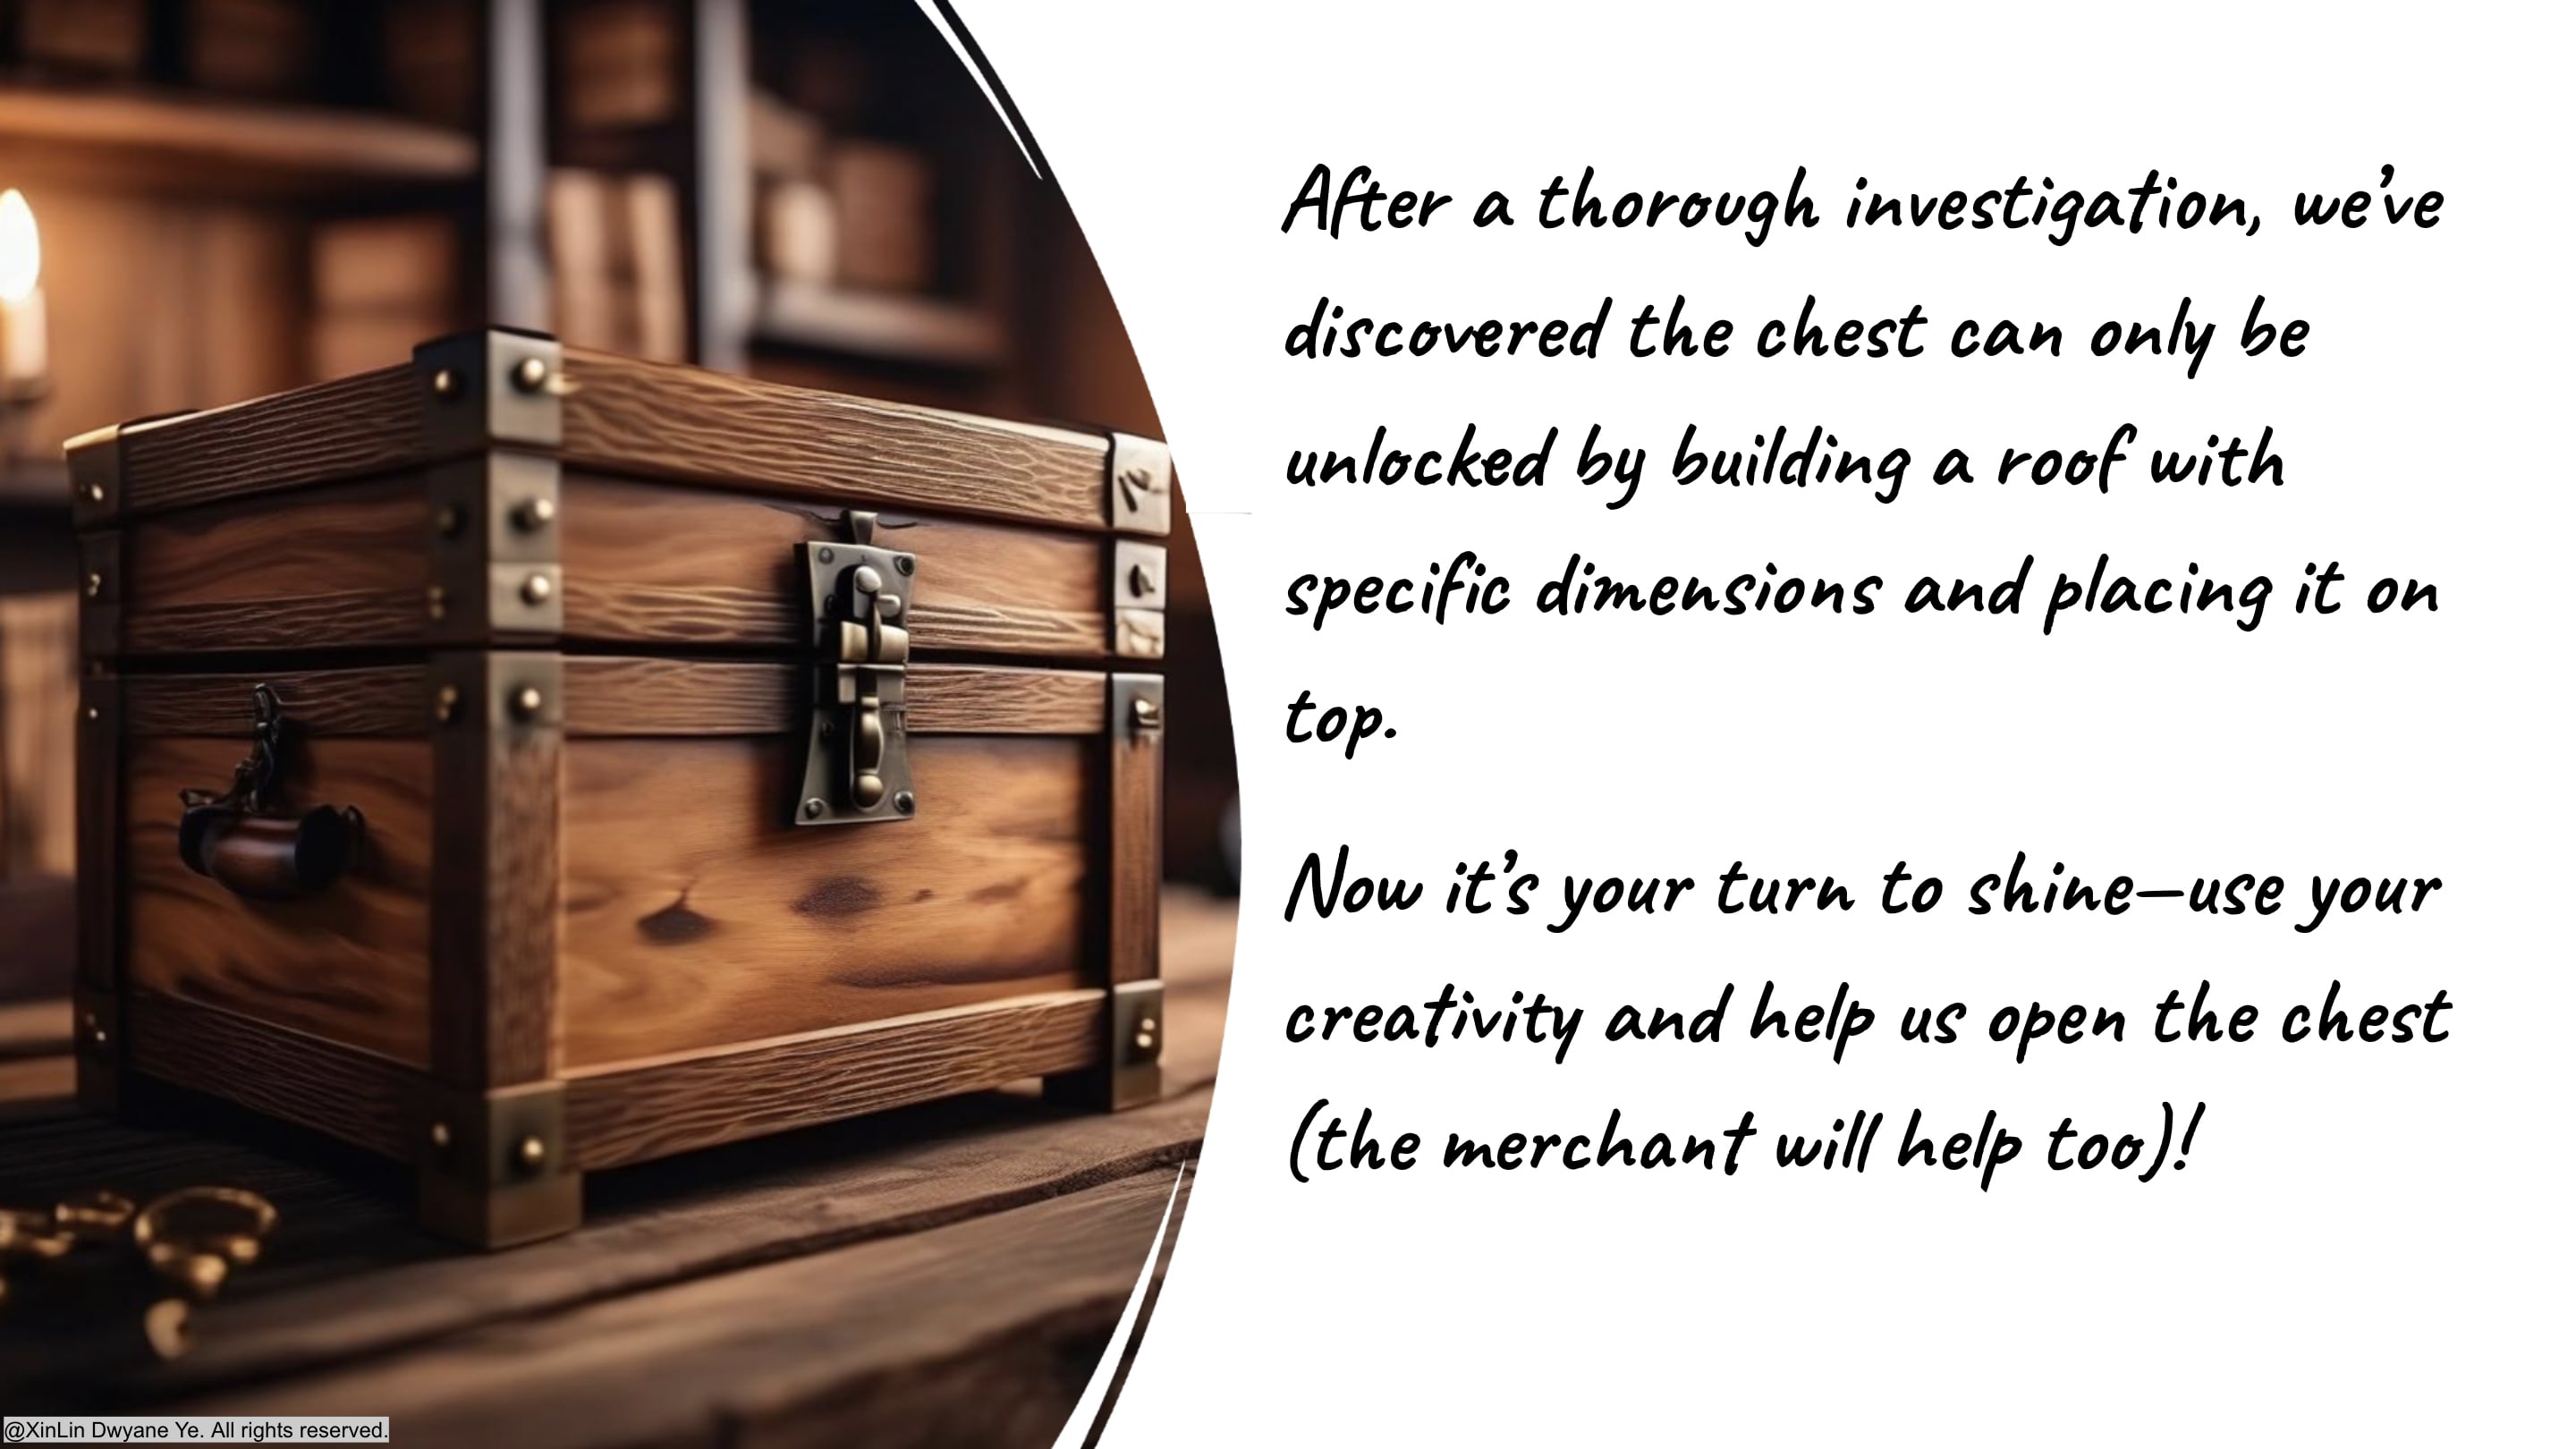 After a thorough investigation, we’ve
discovered the chest can only be
unlocked by building a roof with
specific dimensions and placing it on
top.
Now it’s your turn to shine—use your
creativity and help us open the chest
(the merchant will help too)!
@XinLin Dwyane Ye. All rights reserved.